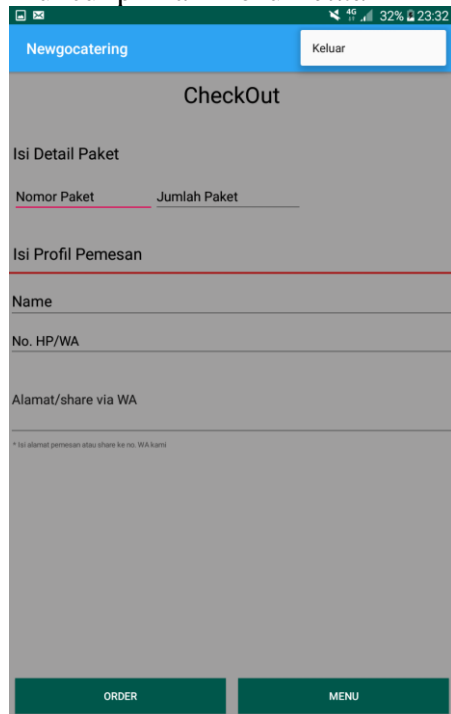 4G 32% 23:32
Newgocatering Keluar
CheckOut
Isi Detail Paket
Nomor Paket Jumlah Paket
Isi Profil Pemesan
Name
No. HP/WA
Alamat/share via WA
* Isi alamat pemesan atau share ke no. WA kami
ORDER MENU